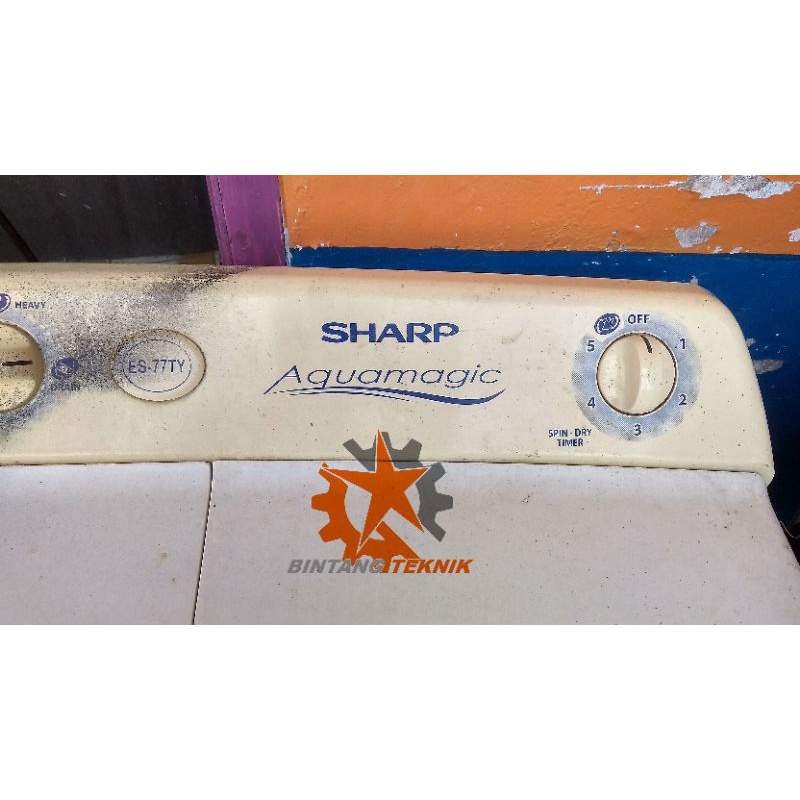 HEAVY
DRAIN
ES-77TY
SHARP
Aquamagic
OFF
5 1
4 2
3
SPIN-DRY
TIMER
BINTANG TEKNIK